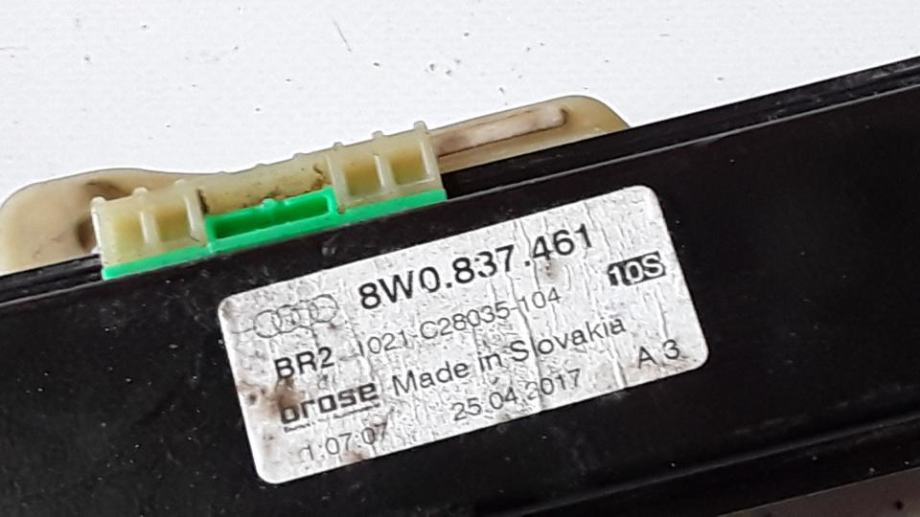 8W0.837.461
10S
1021-C28035-104
BR2
brose Made in Slovakia
25.04.2017 A 3
1:07:07